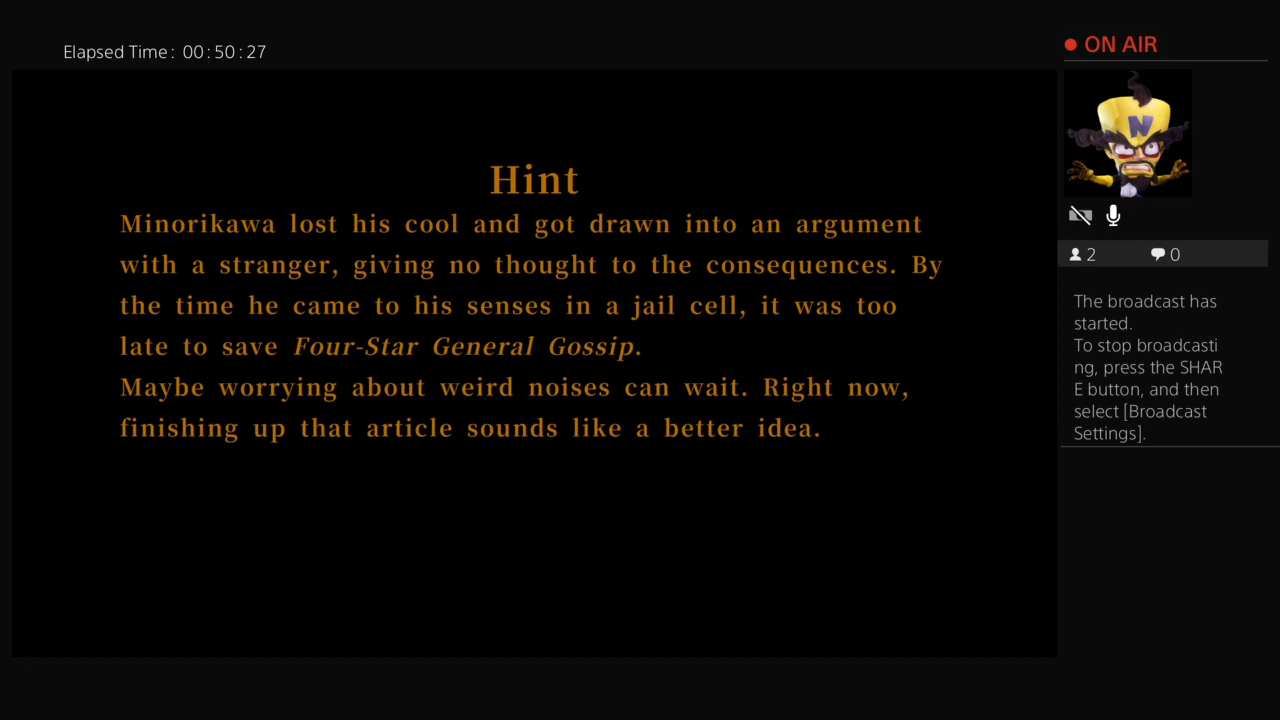 Elapsed Time: 00:50:27
ON AIR
N
Hint
Minorikawa lost his cool and got drawn into an argument
with a stranger, giving no thought to the consequences. By
the time he came to his senses in a jail cell, it was too
late to save Four-Star General Gossip.
Maybe worrying about weird noises can wait. Right now,
finishing up that article sounds like a better idea.
2
0
The broadcast has
started.
To stop broadcasti
ng, press the SHAR
E button, and then
select [Broadcast
Settings].